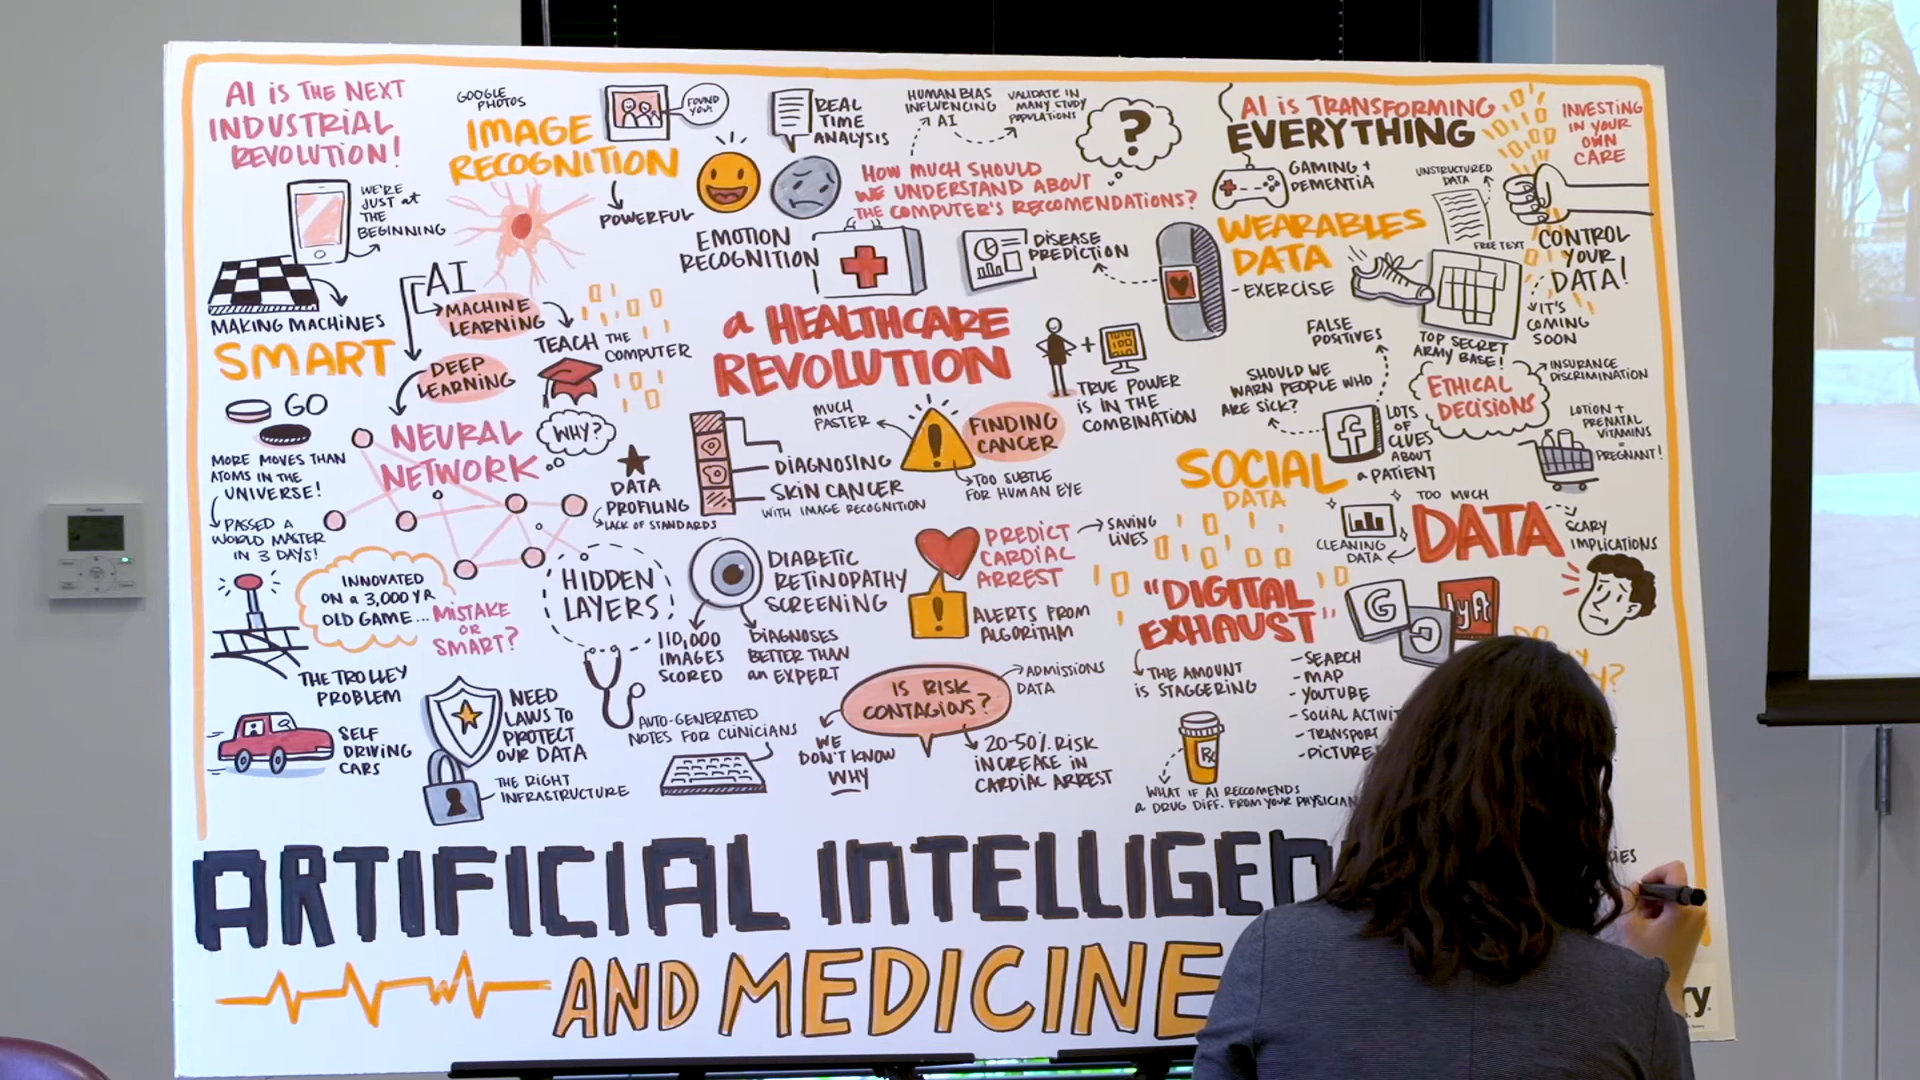 AI iS THE NEXT
INDUSTRIAL
REVOLUTION!
WE'RE
JUST at
THE
BEGINNING
MAKING MACHINES
SMART
GO
MORE MOVES THAN
ATOMS IN THE
UNIVERSE!
PASSED A
WORLD MASTER
IN 3 DAYS!
INNOVATED
ON a 3,000 YR
OLD GAME...
MISTAKE
OR
SMART?
THE TROLLEY
PROBLEM
SELF
DRIVING
CARS
GOOGLE
PHOTOS
IMAGE
RECOGNITION
FOUND
YOU!
POWERFUL
AI
MACHINE
LEARNING
TEACH THE
COMPUTER
DEEP
LEARNING
NEURAL
NETWORK
WHY?
DATA
PROFILING
LACK OF STANDARDS
HIDDEN
LAYERS
NEED
LAWS TO
PROTECT
OUR DATA
THE RIGHT
INFRASTRUCTURE
REAL
TIME
ANALYSIS
EMOTION
RECOGNITION
HUMAN BIAS
INFLUENCING
AI
VALIDATE IN
MANY STUDY
POPULATIONS
?
HOW MUCH SHOULD
WE UNDERSTAND ABOUT
THE COMPUTER'S RECOMENDATIONS?
DISEASE
PREDICTION
a HEALTHCARE
REVOLUTION
TRUE POWER
IS IN THE
COMBINATION
MUCH
FASTER
!
FINDING
CANCER
TOO SUBTLE
FOR HUMAN EYE
DIAGNOSING
SKIN CANCER
WITH IMAGE RECOGNITION
DIABETIC
RETINOPATHY
SCREENING
110,000
IMAGES
SCORED
DIAGNOSES
BETTER THAN
an EXPERT
PREDICT
CARDIAC
ARREST
SAVING
LIVES
!
ALERTS FROM
ALGORITHM
AUTO-GENERATED
NOTES FOR CLINICIANS
IS RISK
CONTAGIOUS?
ADMISSIONS
DATA
WE
DON'T KNOW
WHY
20-50% RISK
INCREASE IN
CARDIAC ARREST
AI iS TRANSFORMING
EVERYTHING
GAMING +
DEMENTIA
INVESTING
IN YOUR
OWN
CARE
UNSTRUCTURED
DATA
FREE TEXT
WEARABLES
DATA
- EXERCISE
CONTROL
YOUR
DATA!
IT'S
COMING
SOON
TOP SECRET
ARMY BASE!
FALSE
POSITIVES
SHOULD WE
WARN PEOPLE WHO
ARE SICK?
ETHICAL
DECISIONS
INSURANCE
DISCRIMINATION
f
LOTS
OF
CLUES
ABOUT
a PATIENT
LOTION +
PRENATAL
VITAMINS
=
PREGNANT!
SOCIAL
DATA
TOO MUCH
DATA
CLEANING
DATA
SCARY
IMPLICATIONS
"DIGITAL
EXHAUST"
THE AMOUNT
IS STAGGERING
G
lyft
- SEARCH
- MAP
- YOUTUBE
- SOCIAL ACTIVIT
- TRANSPORT
- PICTURE
Rx
WHAT IF AI RECCOMENDS
a DRUG DIFF. FROM YOUR PHYSICIAN
ARTIFICIAL INTELLIGEN
AND MEDICINE
ry.